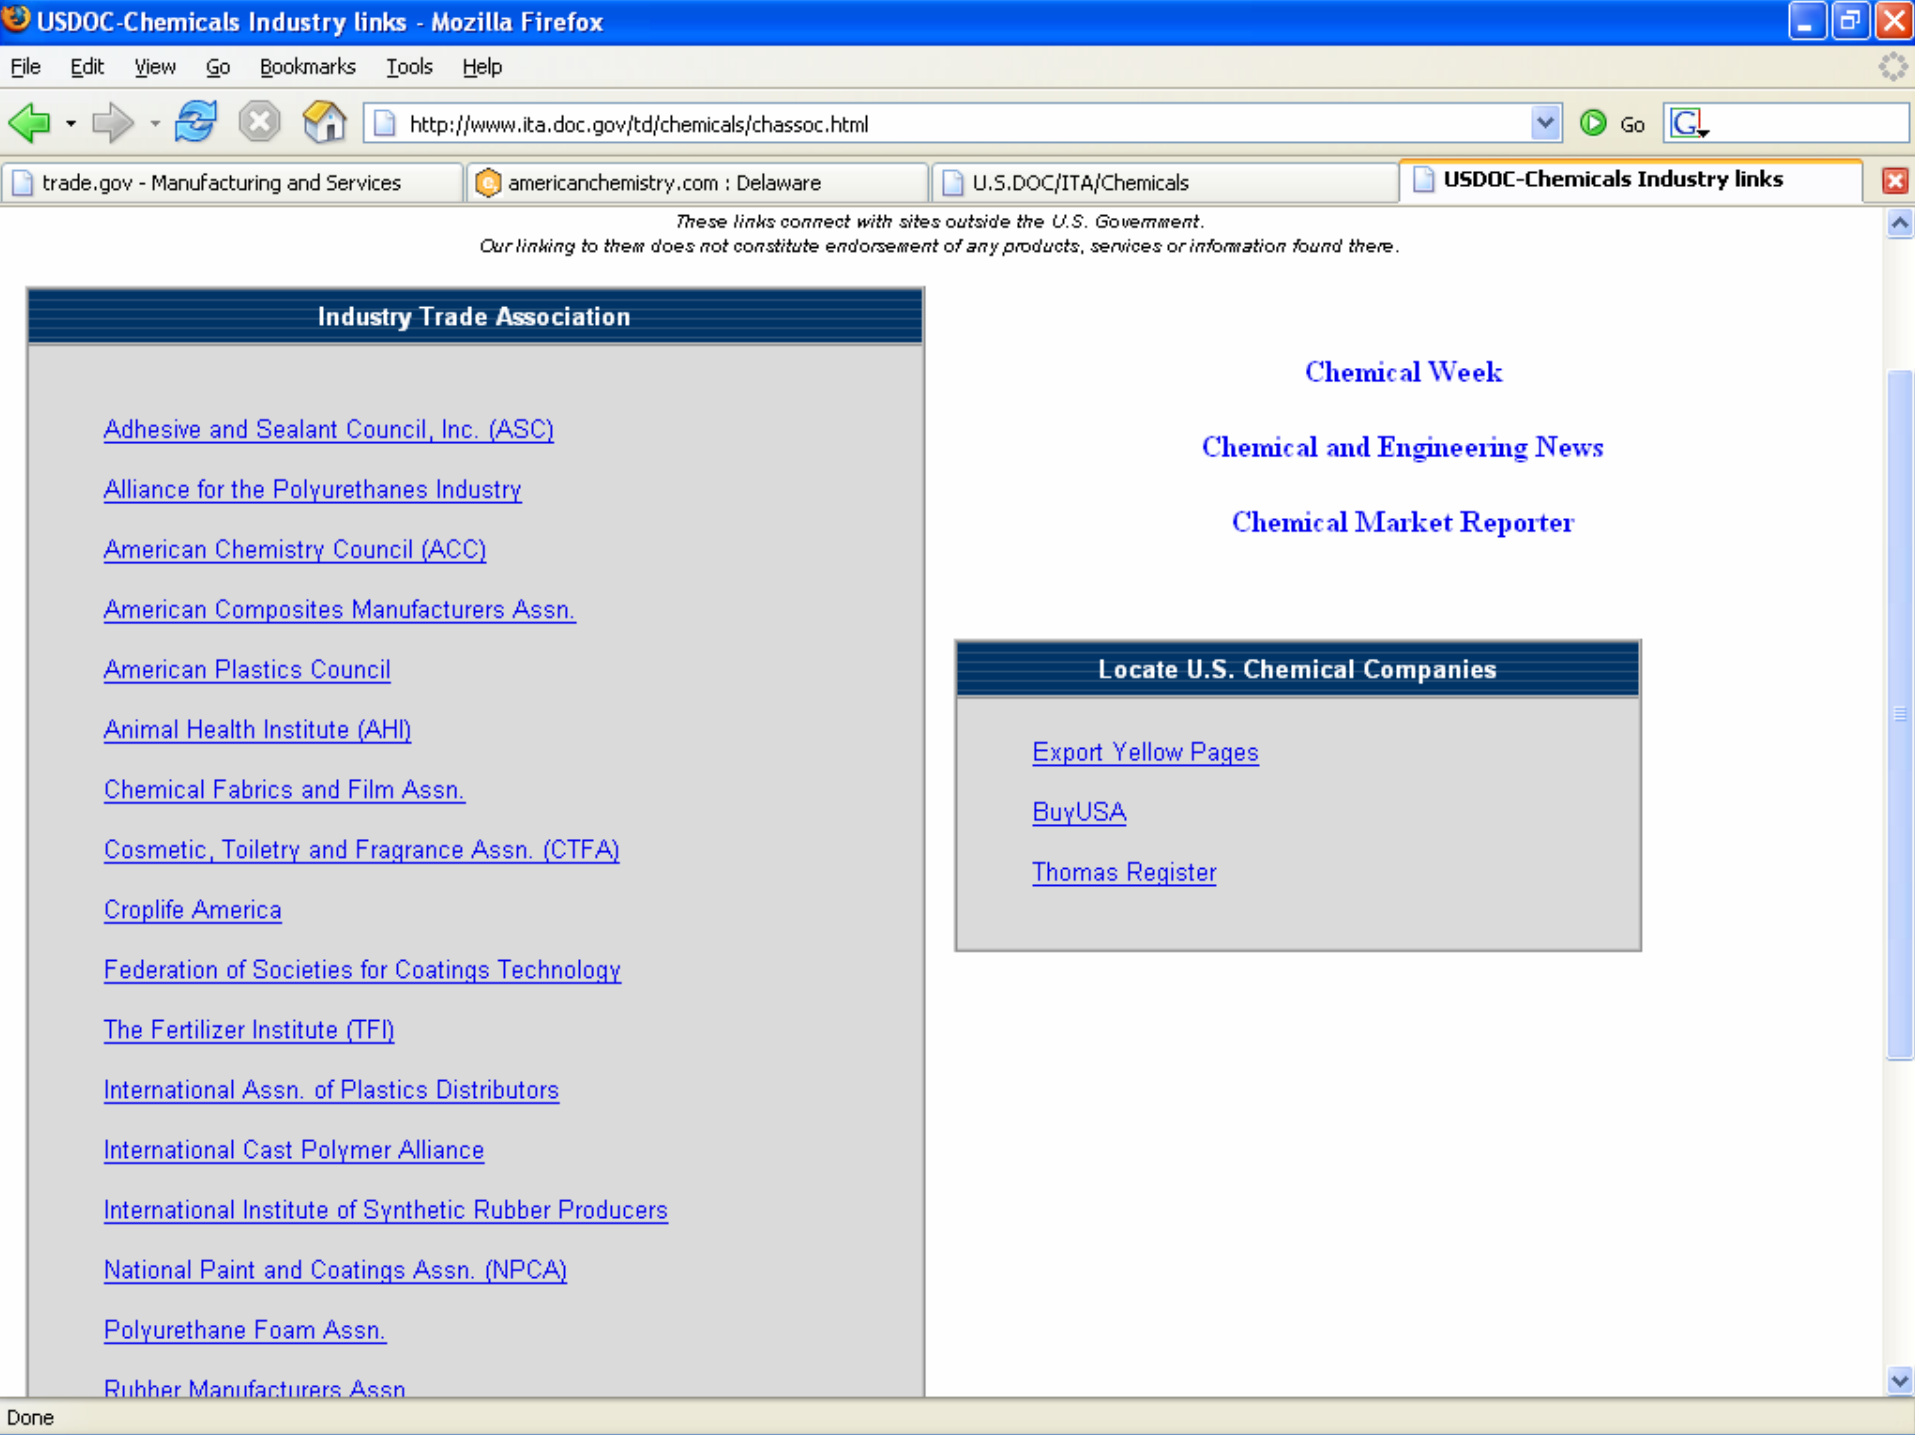 USDOC-Chemicals Industry links - Mozilla Firefox
File Edit View Go Bookmarks Tools Help
http://www.ita.doc.gov/td/chemicals/chassoc.html
Go
G
trade.gov - Manufacturing and Services
americanchemistry.com : Delaware
U.S.DOC/ITA/Chemicals
USDOC-Chemicals Industry links
These links connect with sites outside the U.S. Government.
Our linking to them does not constitute endorsement of any products, services or information found there.
Industry Trade Association
Adhesive and Sealant Council, Inc. (ASC)
Alliance for the Polyurethanes Industry
American Chemistry Council (ACC)
American Composites Manufacturers Assn.
American Plastics Council
Animal Health Institute (AHI)
Chemical Fabrics and Film Assn.
Cosmetic, Toiletry and Fragrance Assn. (CTFA)
Croplife America
Federation of Societies for Coatings Technology
The Fertilizer Institute (TFI)
International Assn. of Plastics Distributors
International Cast Polymer Alliance
International Institute of Synthetic Rubber Producers
National Paint and Coatings Assn. (NPCA)
Polyurethane Foam Assn.
Rubber Manufacturers Assn
Chemical Week
Chemical and Engineering News
Chemical Market Reporter
Locate U.S. Chemical Companies
Export Yellow Pages
BuyUSA
Thomas Register
Done